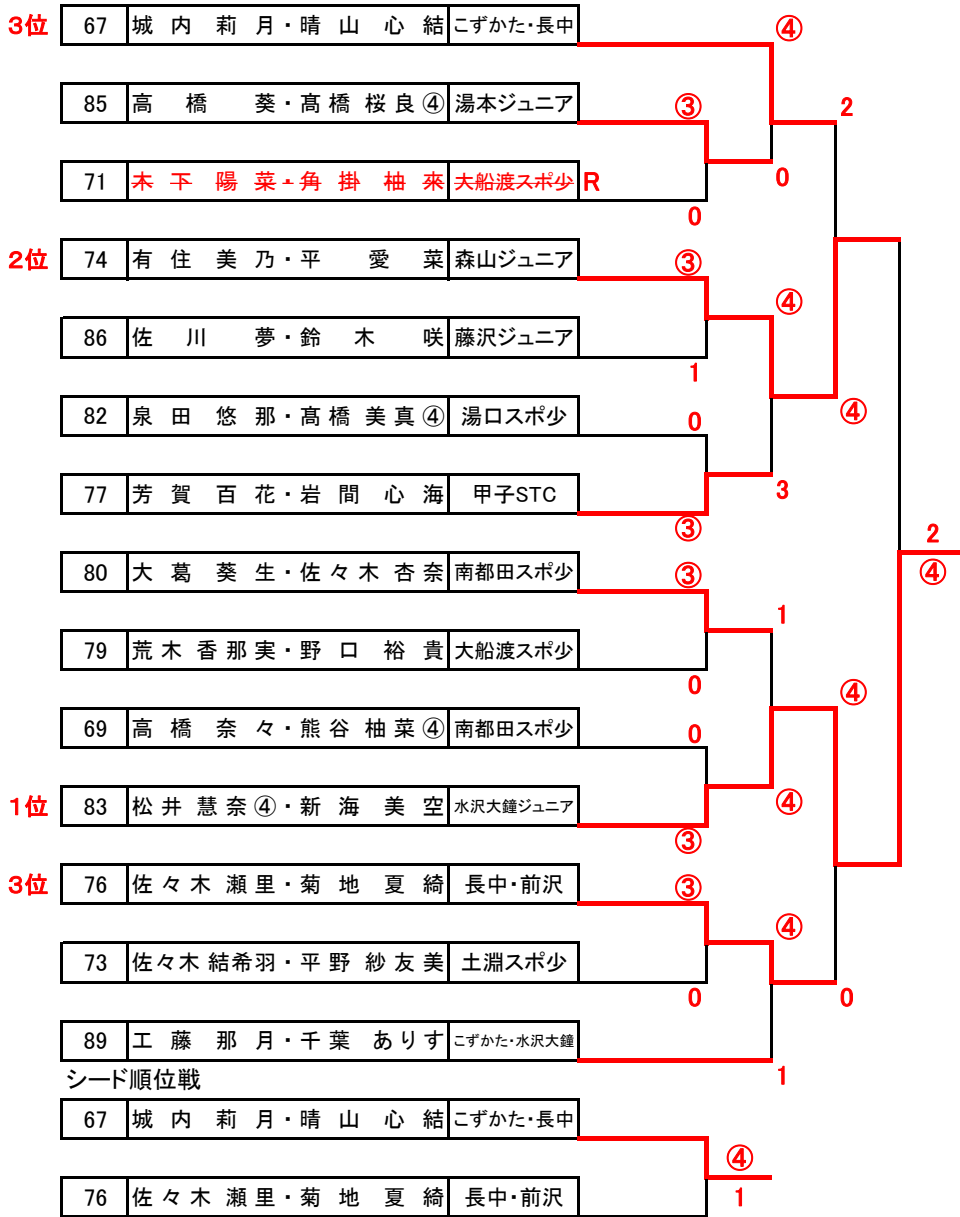 3位 67 城内莉月・晴山心結 こずかた・長中 ④
85 高橋葵・髙橋桜良④ 湯本ジュニア ③ 2
71 木下陽菜・角掛柚來 大船渡スポ少 R 0
0
2位 74 有住美乃・平愛菜 森山ジュニア ③
④
86 佐川夢・鈴木咲 藤沢ジュニア
1
82 泉田悠那・髙橋美真④ 湯口スポ少 0 ④
77 芳賀百花・岩間心海 甲子STC 3
③
2
80 大葛葵生・佐々木杏奈 南都田スポ少 ③ ④
1
79 荒木香那実・野口裕貴 大船渡スポ少
0 ④
69 高橋奈々・熊谷柚菜④ 南都田スポ少 0
1位 83 松井慧奈④・新海美空 水沢大鐘ジュニア ④
③
3位 76 佐々木瀬里・菊地夏綺 長中・前沢 ③
④
73 佐々木結希羽・平野紗友美 土淵スポ少
0 0
89 工藤那月・千葉ありす こずかた・水沢大鐘
1
シード順位戦
67 城内莉月・晴山心結 こずかた・長中
④
76 佐々木瀬里・菊地夏綺 長中・前沢 1